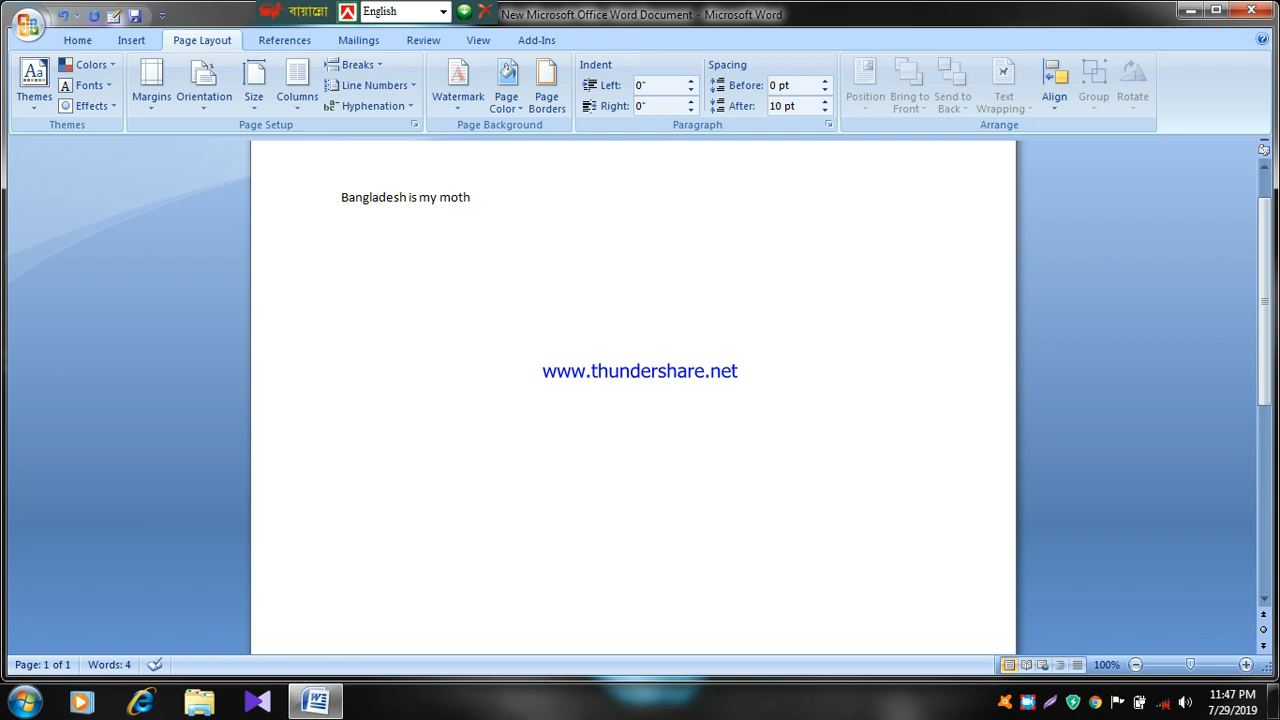 বায়ান্নো English New Microsoft Office Word Document - Microsoft Word
Home Insert Page Layout References Mailings Review View Add-Ins
Themes Colors Fonts Effects Themes
Margins Orientation Size Columns Breaks Line Numbers Hyphenation Page Setup
Watermark Page Color Page Borders Page Background
Indent Left: 0" Right: 0" Spacing Before: 0 pt After: 10 pt Paragraph
Position Bring to Front Send to Back Text Wrapping Align Group Rotate Arrange
Bangladesh is my moth
www.thundershare.net
Page: 1 of 1 Words: 4 100%
11:47 PM
7/29/2019